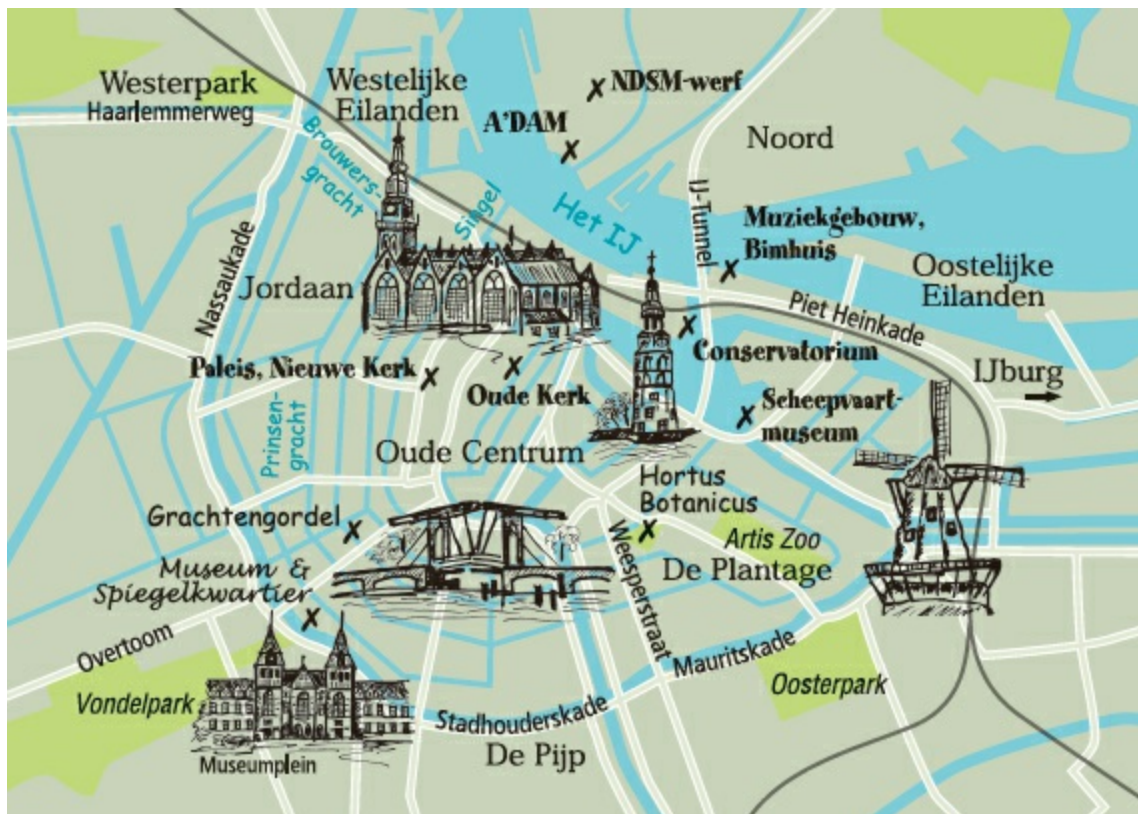 Westerpark
Haarlemmerweg
Westelijke
Eilanden
NDSM-werf
A'DAM
Noord
Brouwers-
gracht
Singel
Het IJ
IJ-Tunnel
Muziekgebouw,
Bimhuis
Oostelijke
Eilanden
Nassaukade
Jordaan
Piet Heinkade
Conservatorium
Paleis, Nieuwe Kerk
Oude Kerk
IJburg
Scheepvaart-
museum
Prinsen-
gracht
Oude Centrum
Hortus
Botanicus
Grachtengordel
Artis Zoo
De Plantage
Weesperstraat
Museum &
Spiegelkwartier
Overtoom
Mauritskade
Vondelpark
Oosterpark
Stadhouderskade
De Pijp
Museumplein